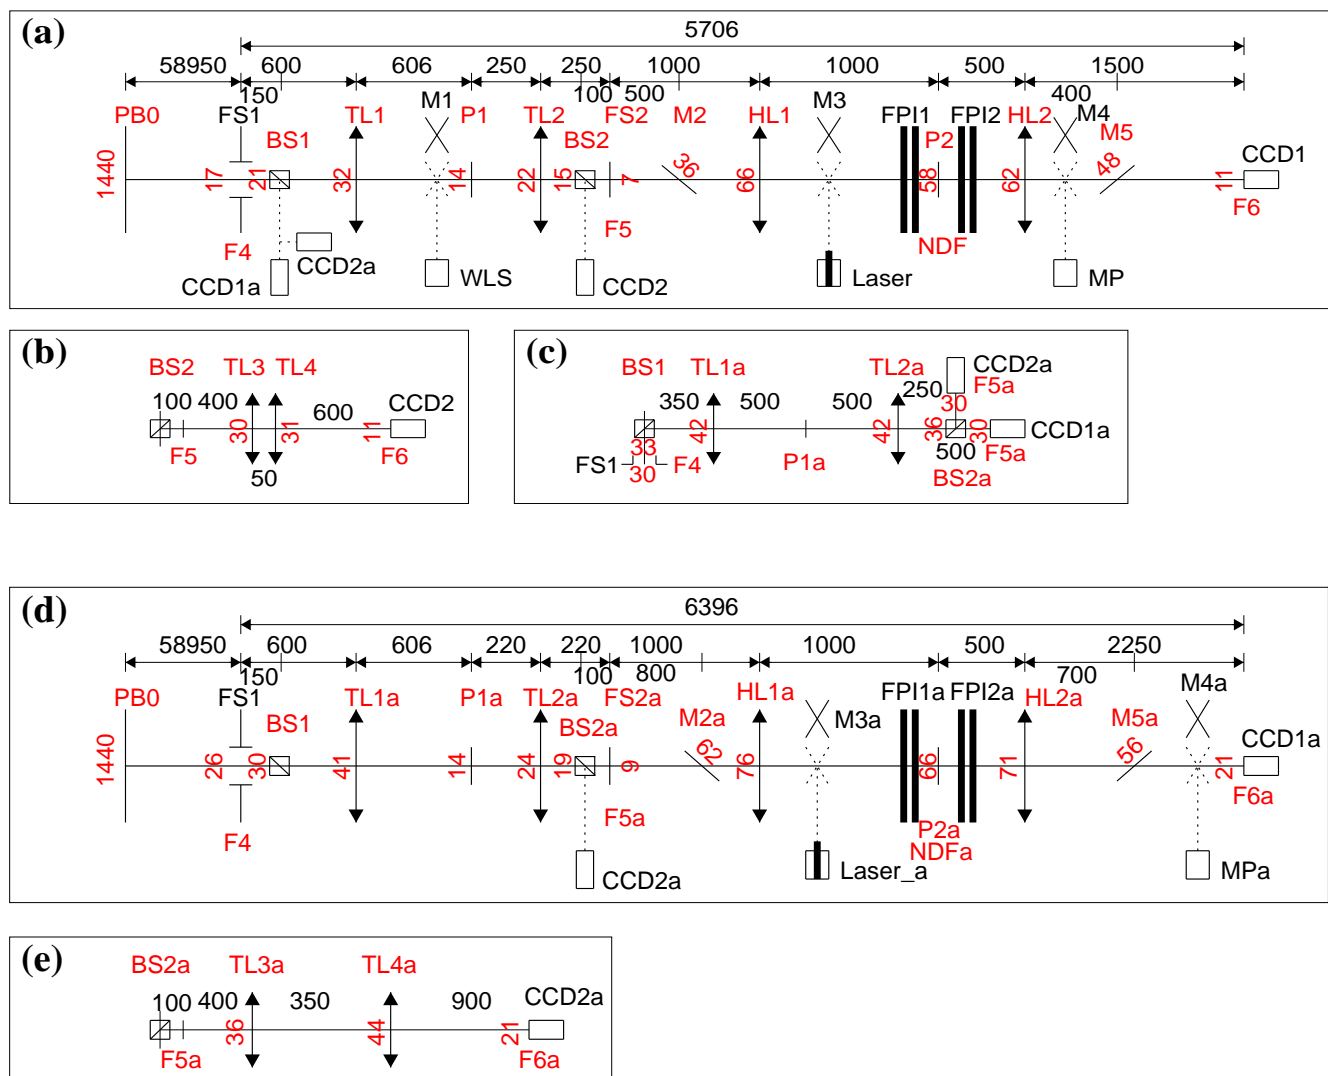 (a)
5706
58950 600 606 250 250 1000 1000 500 1500
150 100 500 400
PB0 FS1 BS1 TL1 M1 P1 TL2 BS2 FS2 M2 HL1 M3 FPI1 P2 FPI2 HL2 M4 M5 CCD1
1440 17 21 32 14 22 15 7 36 66 58 62 48 11
F4 F5 NDF F6
CCD1a CCD2a WLS CCD2 Laser MP
(b)
BS2 TL3 TL4
100 400 600 CCD2
30 31 11
F5 F6
50
(c)
BS1 TL1a TL2a CCD2a
350 500 500 250 F5a
30
42 42 36 30 CCD1a
33
FS1 F4 P1a 500 F5a
30
BS2a
(d)
6396
58950 600 606 220 220 1000 1000 500 2250
150 100 800 700
PB0 FS1 BS1 TL1a P1a TL2a BS2a FS2a M2a HL1a M3a FPI1a FPI2a HL2a M5a M4a CCD1a
1440 26 30 41 14 24 19 9 62 76 66 71 56 21
F4 F5a P2a F6a
NDFa
CCD2a Laser_a MPa
(e)
BS2a TL3a TL4a
100 400 350 900 CCD2a
36 44 21
F5a F6a